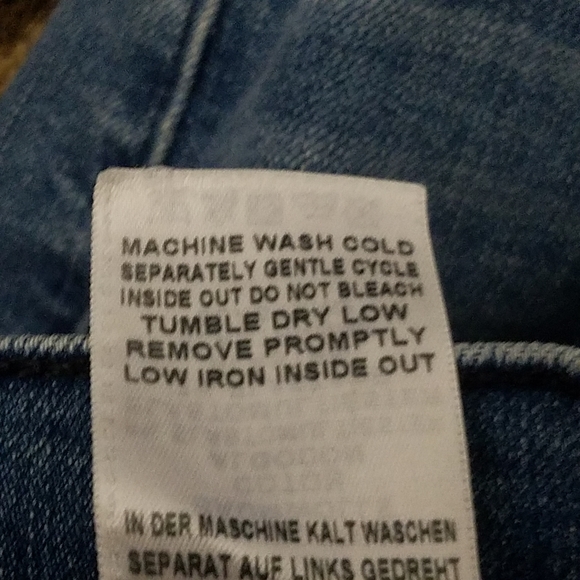 MACHINE WASH COLD
SEPARATELY GENTLE CYCLE
INSIDE OUT DO NOT BLEACH
TUMBLE DRY LOW
REMOVE PROMPTLY
LOW IRON INSIDE OUT
IN DER MASCHINE KALT WASCHEN
SEPARAT AUF LINKS GEDREHT